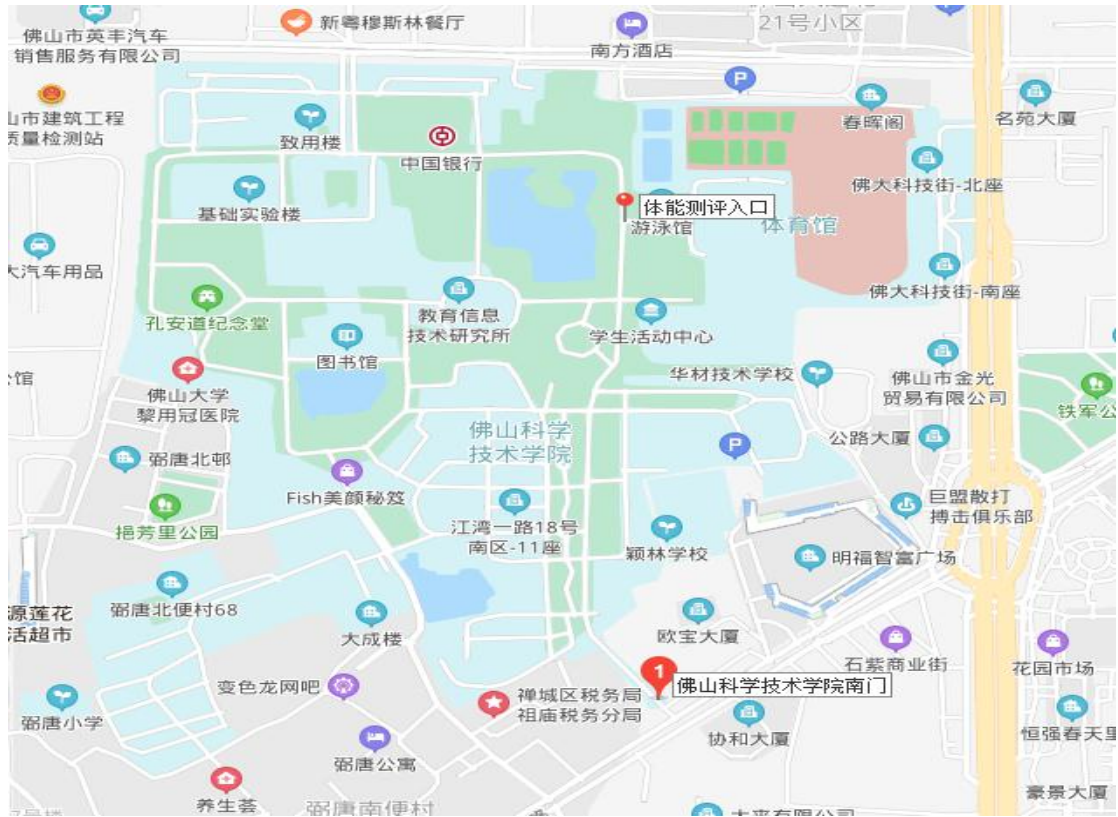 佛山市英丰汽车
销售服务有限公司
新粤穆斯林餐厅
南方酒店
21号小区
P
山市建筑工程
质量检测站
致用楼
中国银行
春晖阁
名苑大厦
基础实验楼
佛大科技街-北座
体能测评入口
游泳馆
体育馆
大汽车用品
孔安道纪念堂
教育信息
技术研究所
学生活动中心
佛大科技街-南座
图书馆
华材技术学校
佛山市金光
贸易有限公司
公馆
佛山大学
黎用冠医院
铁军公
佛山科学
技术学院
P
公路大厦
弼唐北邨
Fish美颜秘笈
江湾一路18号
南区-11座
巨盟散打
搏击俱乐部
挹芳里公园
颖林学校
明福智富广场
弼唐北便村68
源莲花
活超市
大成楼
欧宝大厦
石紫商业街
花园市场
1
佛山科学技术学院南门
变色龙网吧
禅城区税务局
祖庙税务分局
弼唐小学
协和大厦
恒强春天里
弼唐公寓
养生荟
弼唐南便村
豪景大厦